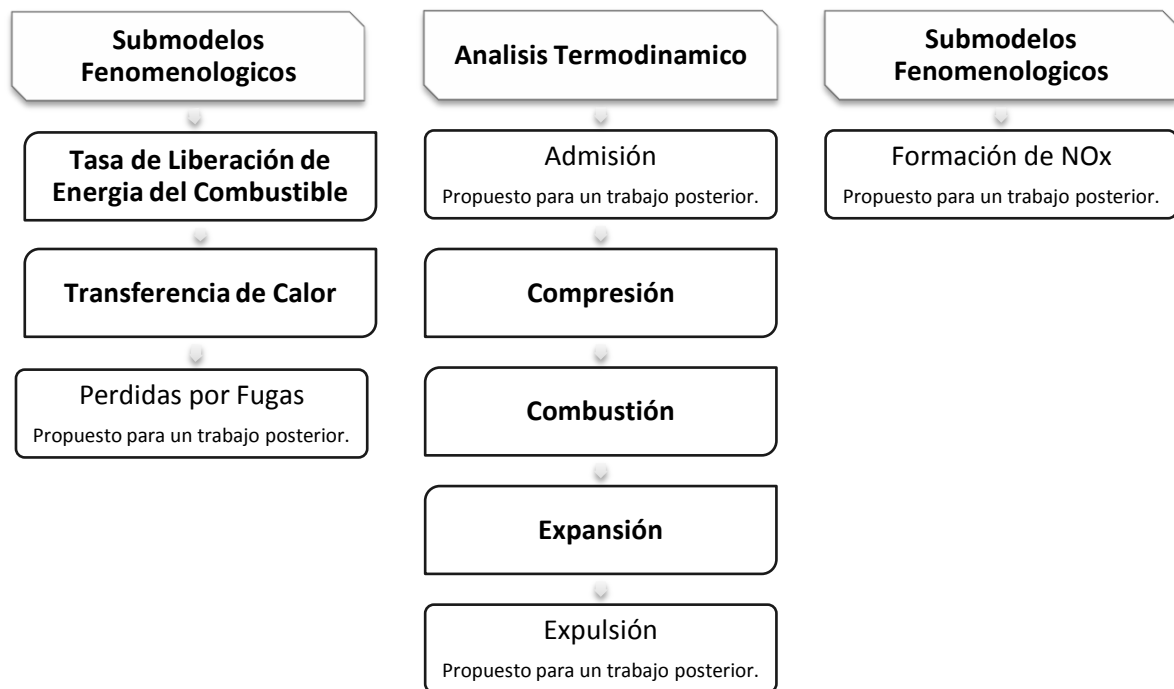 Submodelos
Fenomenologicos
Tasa de Liberación de
Energia del Combustible
Transferencia de Calor
Perdidas por Fugas
Propuesto para un trabajo posterior.
Analisis Termodinamico
Admisión
Propuesto para un trabajo posterior.
Compresión
Combustión
Expansión
Expulsión
Propuesto para un trabajo posterior.
Submodelos
Fenomenologicos
Formación de NOx
Propuesto para un trabajo posterior.